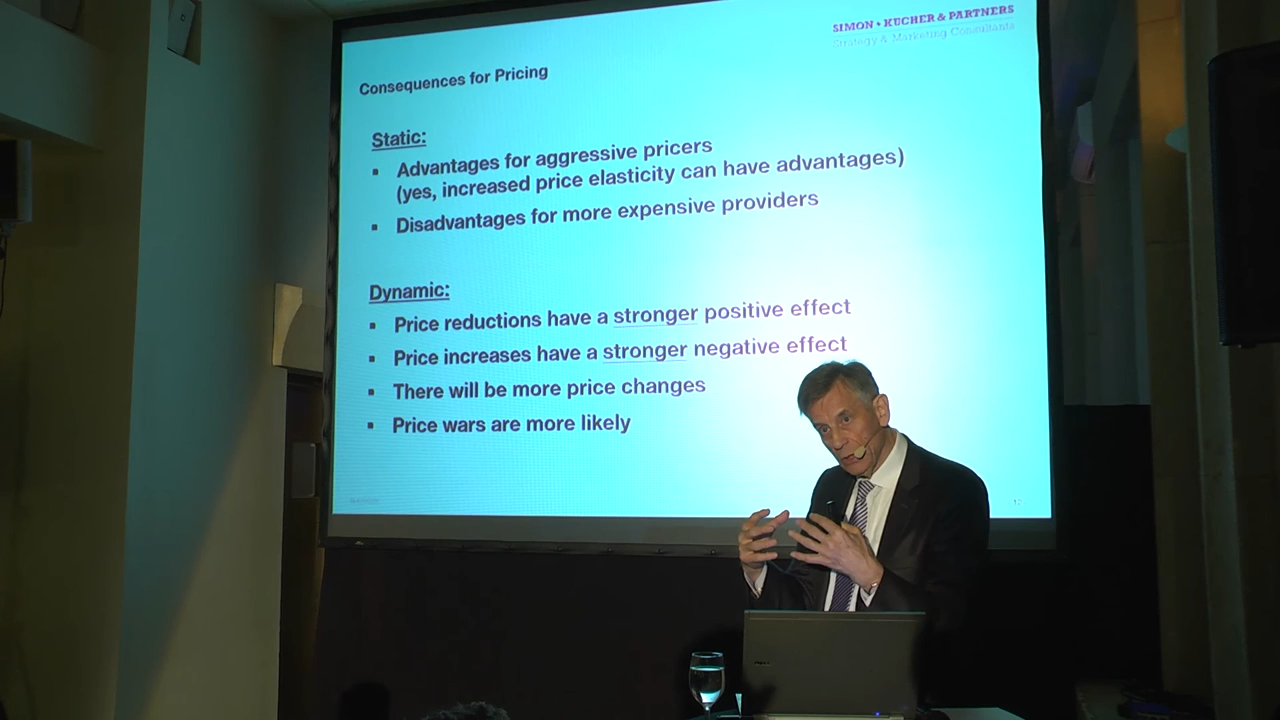 SIMON • KUCHER & PARTNERS
Strategy & Marketing Consultants
Consequences for Pricing
Static:
▪ Advantages for aggressive pricers
(yes, increased price elasticity can have advantages)
▪ Disadvantages for more expensive providers
Dynamic:
▪ Price reductions have a stronger positive effect
▪ Price increases have a stronger negative effect
▪ There will be more price changes
▪ Price wars are more likely
DELL